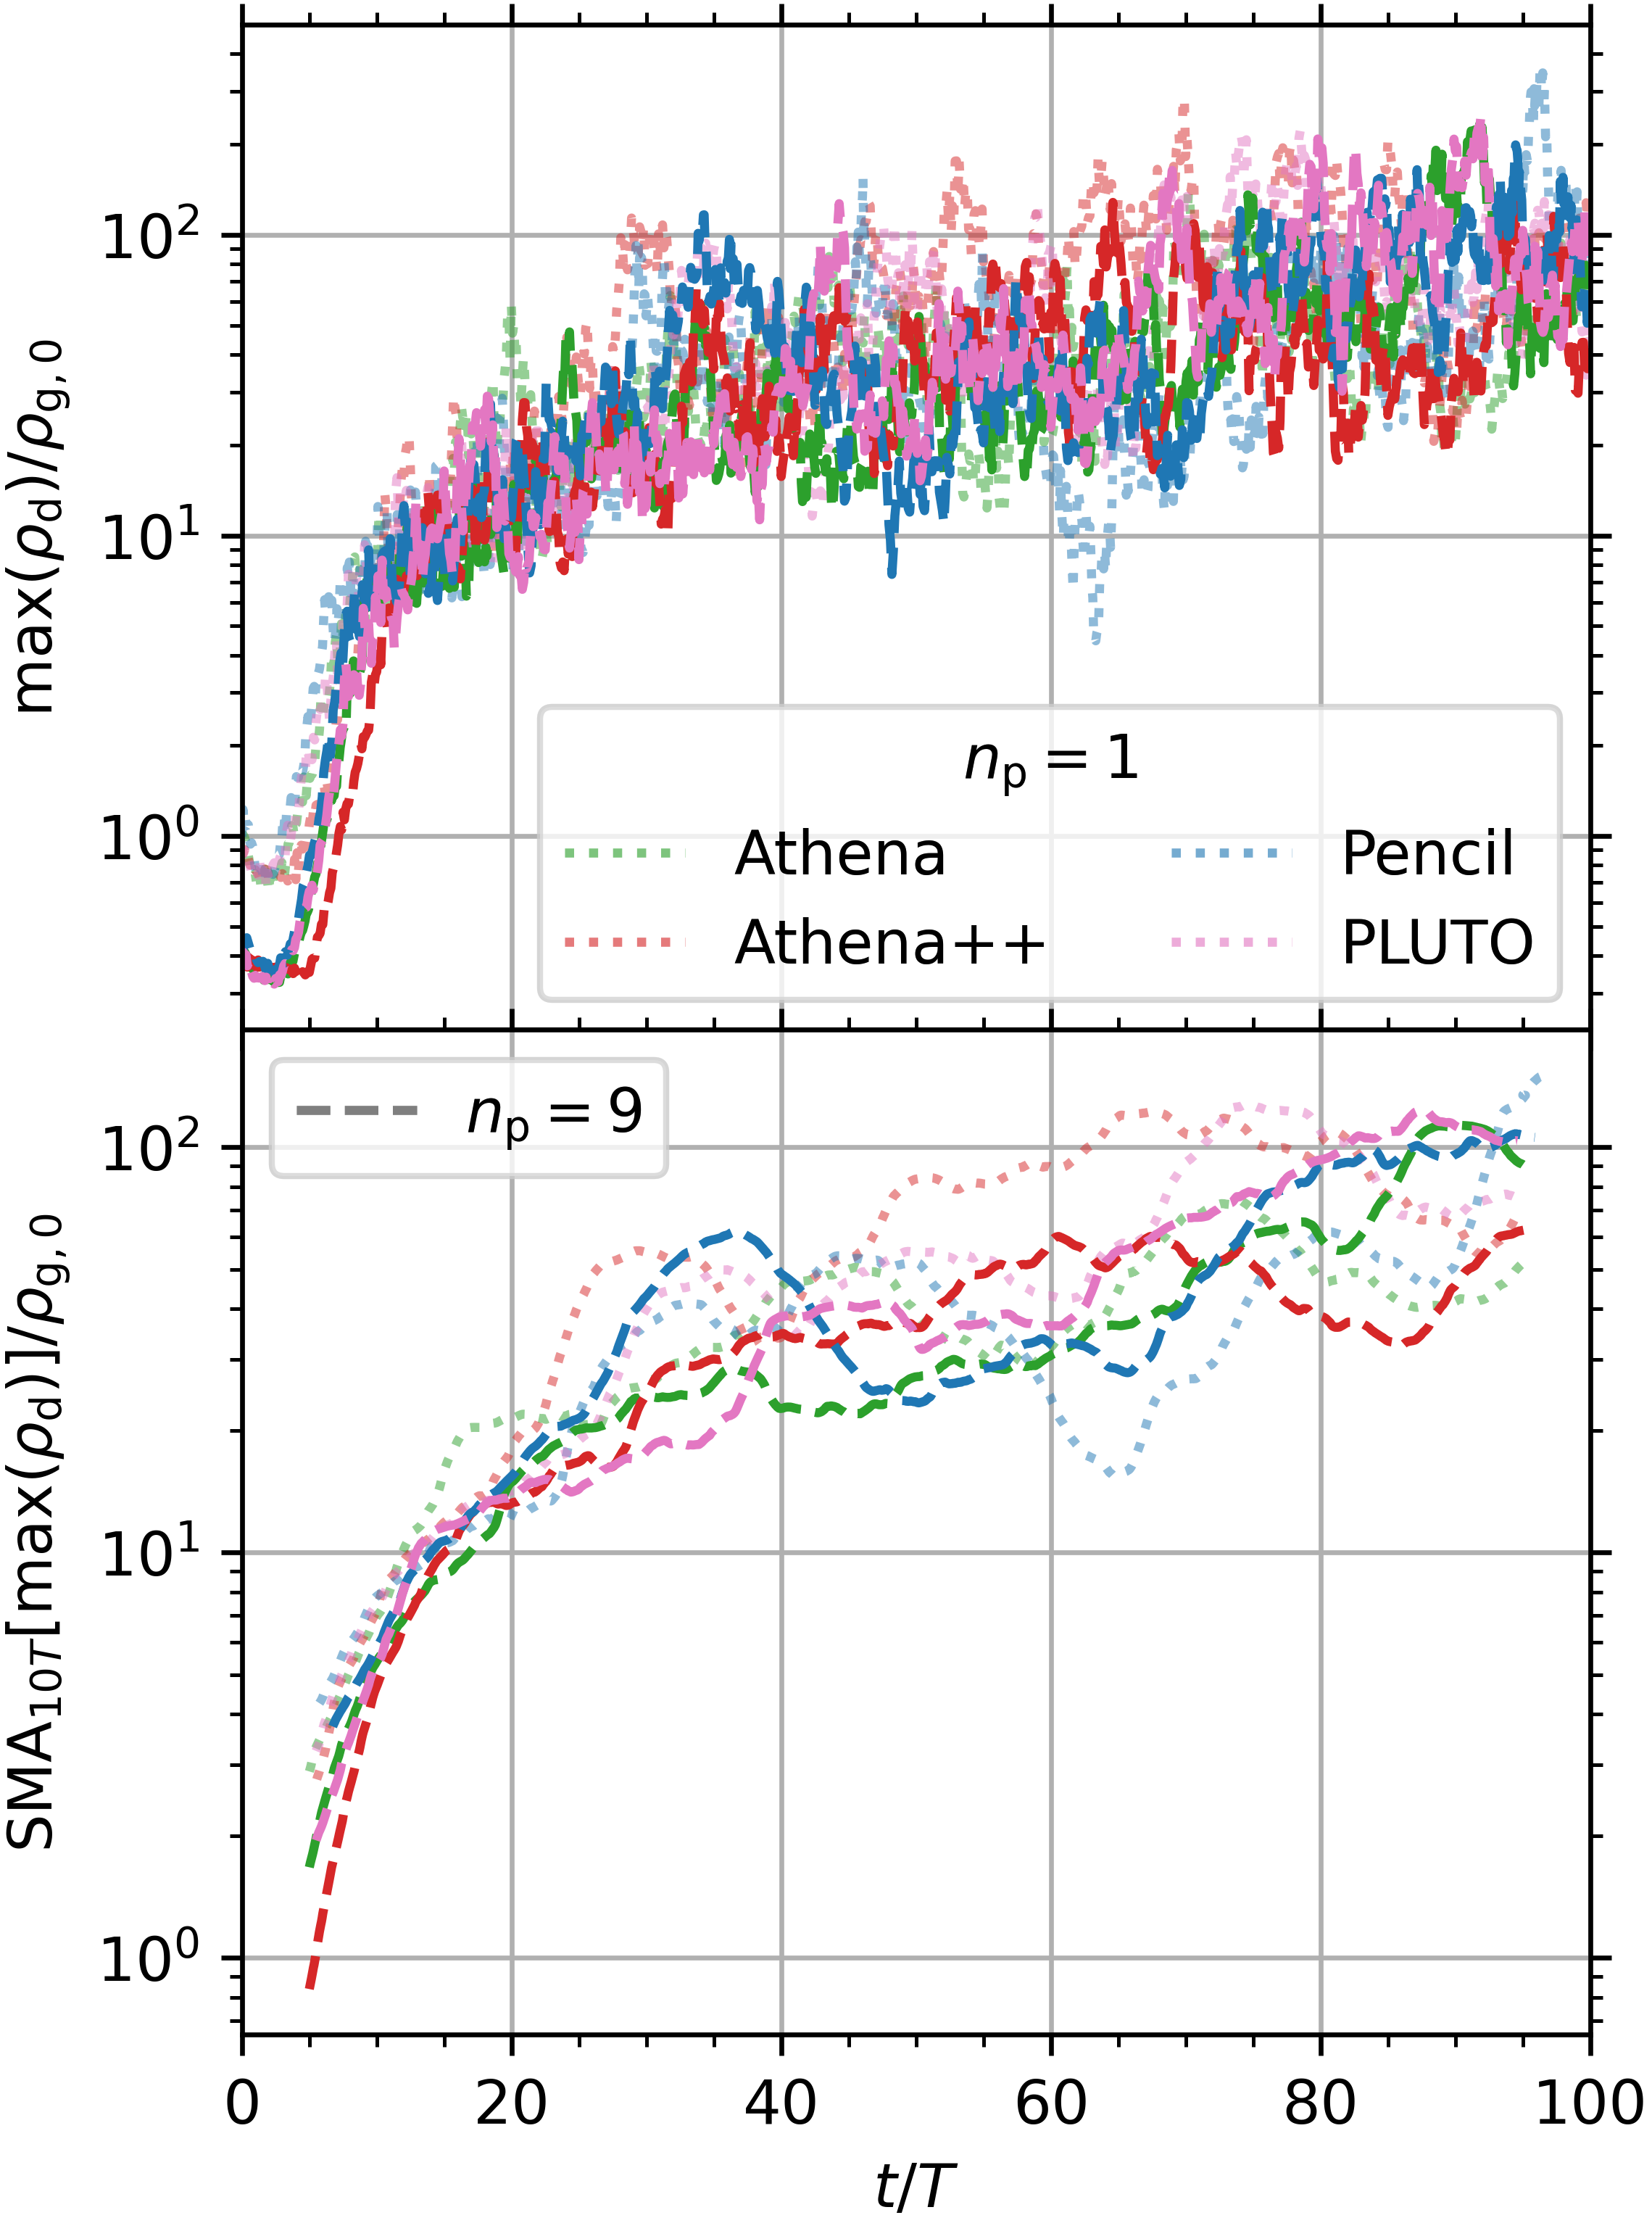 max(ρd)/ρg, 0
10²
10¹
10⁰
np = 1
Athena
Athena++
Pencil
PLUTO
SMA10T[max(ρd)]/ρg, 0
np = 9
10²
10¹
10⁰
0 20 40 60 80 100
t/T